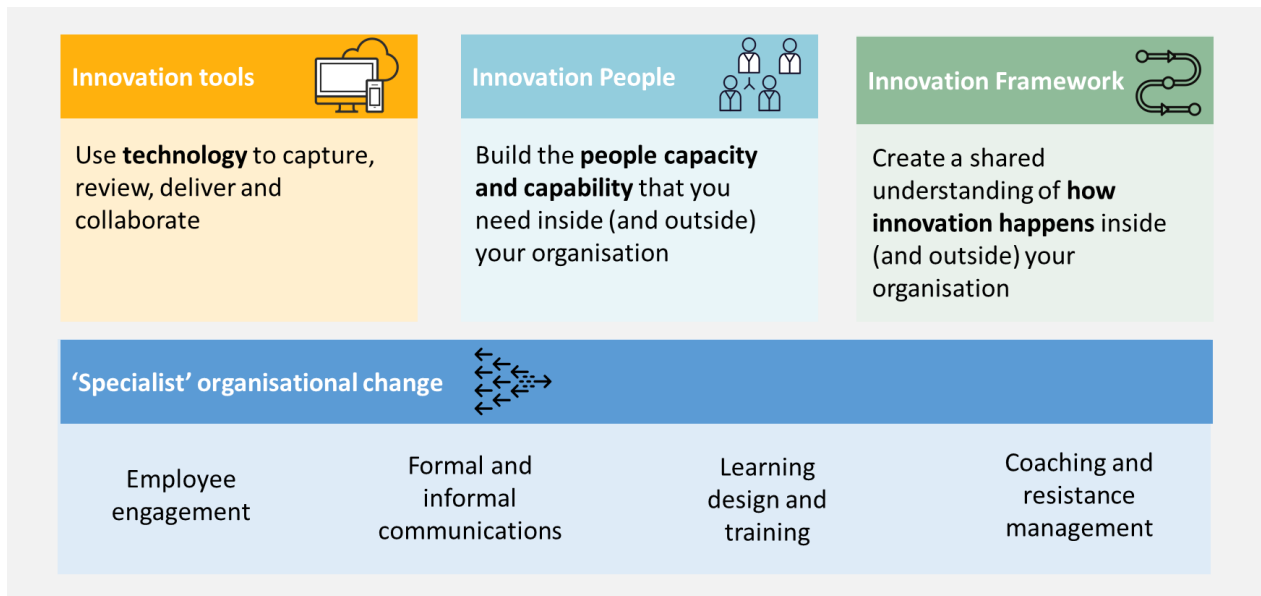 Innovation tools
Use technology to capture,
review, deliver and
collaborate
Innovation People
Build the people capacity
and capability that you
need inside (and outside)
your organisation
Innovation Framework
Create a shared
understanding of how
innovation happens inside
(and outside) your
organisation
‘Specialist’ organisational change
Employee
engagement
Formal and
informal
communications
Learning
design and
training
Coaching and
resistance
management